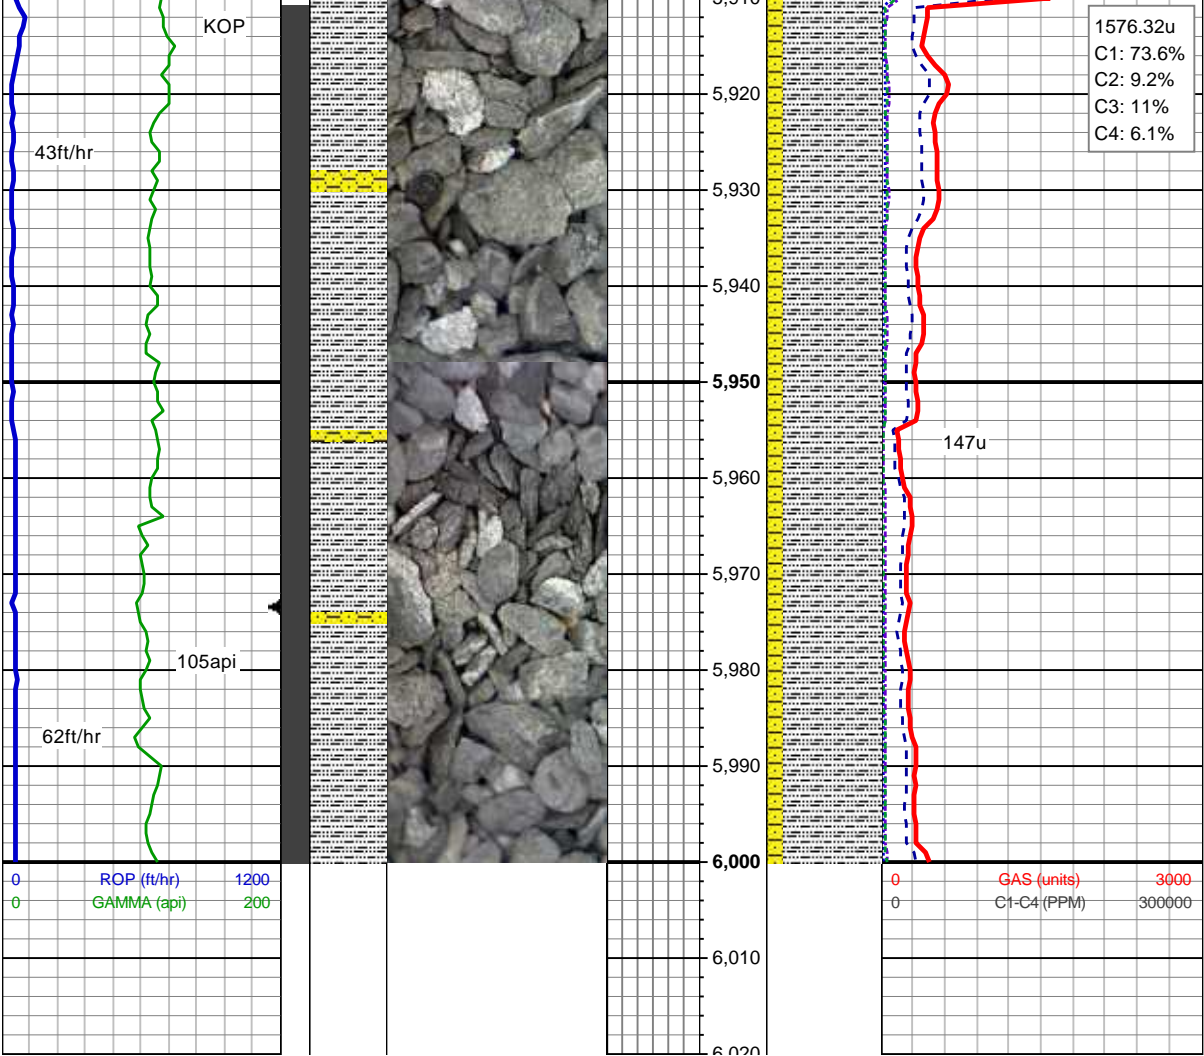 KOP
1576.32u
C1: 73.6%
C2: 9.2%
C3: 11%
C4: 6.1%
5,920
43ft/hr
5,930
5,940
5,950
147u
5,960
5,970
105api
5,980
62ft/hr
5,990
6,000
0 ROP (ft/hr) 1200
0 GAMMA (api) 200
0 GAS (units) 3000
0 C1-C4 (PPM) 300000
6,010
6,020